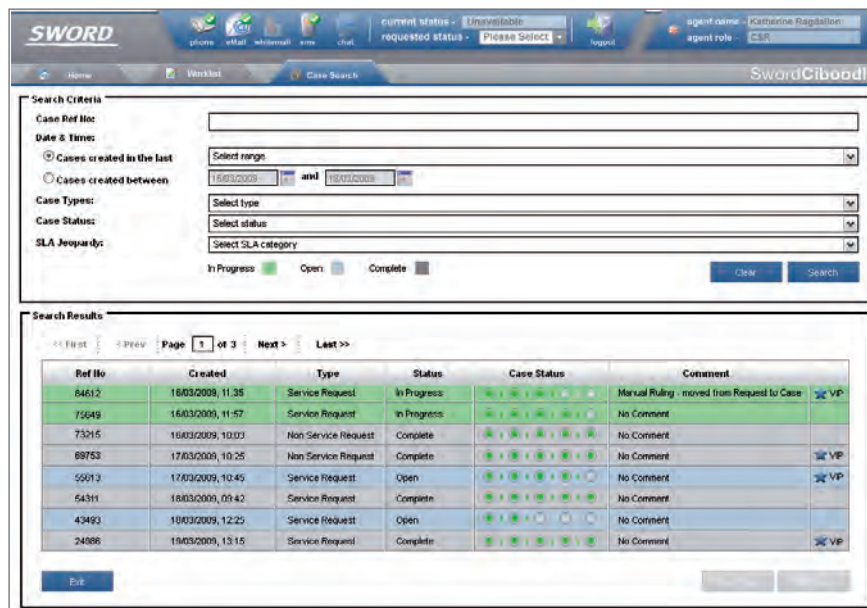 SWORD
phone eMail whitemail sms chat
current status - Unavailable
requested status - Please Select
logout
agent name - Katherine Ragdallon
agent role - CSR
Home
Worklist
Case Search
SwordCiboodl
Search Criteria
Case Ref No:
Date & Time:
Cases created in the last Select range
Cases created between 16/03/2009 and 18/03/2009
Case Types: Select type
Case Status: Select status
SLA Jeopardy: Select SLA category
In Progress Open Complete
Clear Search
Search Results
<< First < Prev Page 1 of 3 Next > Last >>
Ref No Created Type Status Case Status Comment
84612 16/03/2009, 11:35 Service Request In Progress Manual Ruling - moved from Request to Case VIP
75649 16/03/2009, 11:57 Service Request In Progress No Comment
73215 16/03/2009, 10:03 Non Service Request Complete No Comment
69753 17/03/2009, 10:25 Non Service Request Complete No Comment VIP
55613 17/03/2009, 10:45 Service Request Open No Comment VIP
54311 18/03/2009, 09:42 Service Request Complete No Comment
43493 18/03/2009, 12:25 Service Request Open No Comment
24986 19/03/2009, 13:15 Service Request Complete No Comment VIP
Exit